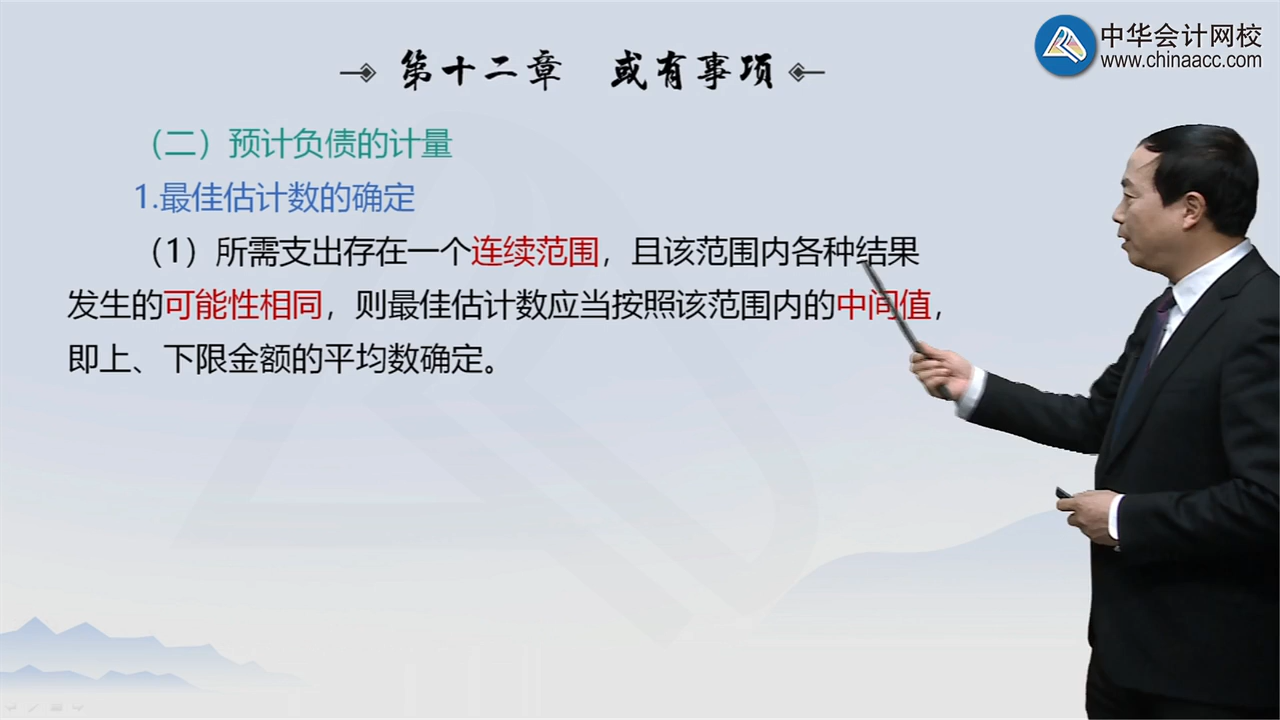 中华会计网校
www.chinaacc.com
第十二章 或有事项
（二）预计负债的计量
1.最佳估计数的确定
（1）所需支出存在一个连续范围，且该范围内各种结果
发生的可能性相同，则最佳估计数应当按照该范围内的中间值，
即上、下限金额的平均数确定。